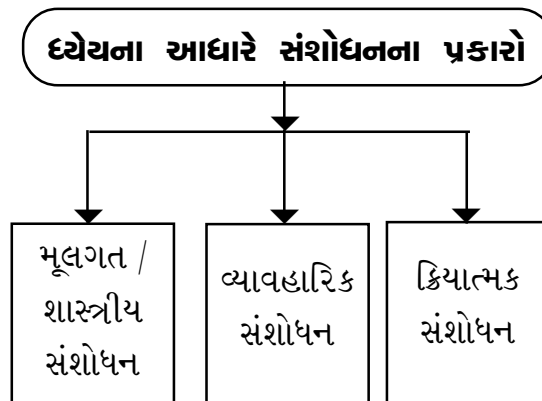 ધ્યેયના આધારે સંશોધનના પ્રકારો
મૂલગત /
શાસ્ત્રીય
સંશોધન
વ્યાવહારિક
સંશોધન
ક્રિયાત્મક
સંશોધન